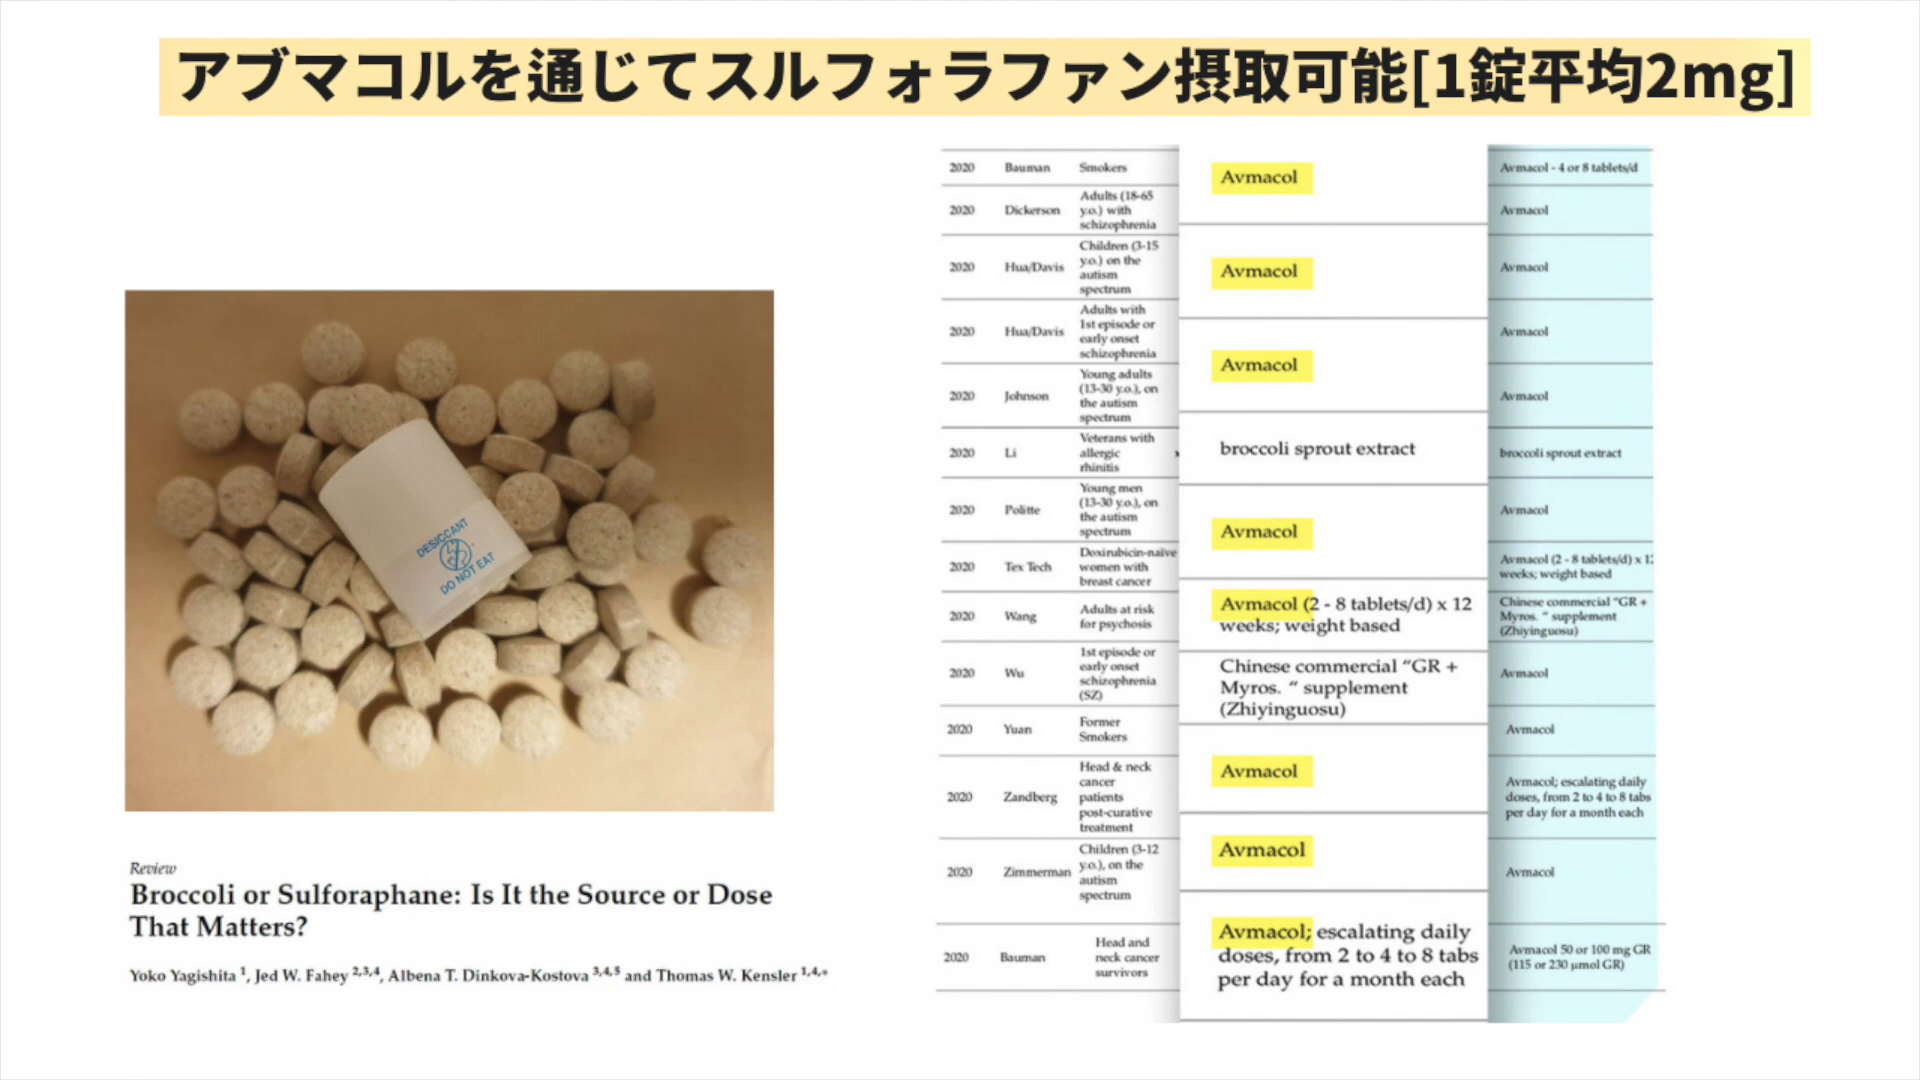 アブマコルを通じてスルフォラファン摂取可能[1錠平均2mg]
DESICCANT
DO NOT EAT
Review
Broccoli or Sulforaphane: Is It the Source or Dose
That Matters?
Yoko Yagishita 1, Jed W. Fahey 2,3,4, Albena T. Dinkova-Kostova 3,4,5 and Thomas W. Kensler 1,4,*
2020 Bauman Smokers
2020 Dickerson Adults (18-65
y.o.) with
schizophrenia
2020 Hua/Davis Children (3-15
y.o.) on the
autism
spectrum
2020 Hua/Davis Adults with
1st episode or
early onset
schizophrenia
2020 Johnson Young adults
(13-30 y.o.), on
the autism
spectrum
2020 Li Veterans with
allergic
rhinitis
2020 Politte Young men
(13-30 y.o.), on
the autism
spectrum
2020 Tex Tech Doxirubicin-naïve
women with
breast cancer
2020 Wang Adults at risk
for psychosis
2020 Wu 1st episode or
early onset
schizophrenia
(SZ)
2020 Yuan Former
Smokers
2020 Zandberg Head & neck
cancer
patients
post-curative
treatment
2020 Zimmerman Children (3-12
y.o.), on the
autism
spectrum
2020 Bauman Head and
neck cancer
survivors
Avmacol
Avmacol
Avmacol
broccoli sprout extract
Avmacol
Avmacol (2 - 8 tablets/d) x 12
weeks; weight based
Chinese commercial “GR +
Myros. “ supplement
(Zhiyinguosu)
Avmacol
Avmacol
Avmacol; escalating daily
doses, from 2 to 4 to 8 tabs
per day for a month each
Avmacol - 4 or 8 tablets/d
Avmacol
Avmacol
Avmacol
Avmacol
broccoli sprout extract
Avmacol
Avmacol (2 - 8 tablets/d) x
weeks; weight based
Chinese commercial “GR +
Myros. “ supplement
(Zhiyinguosu)
Avmacol
Avmacol
Avmacol; escalating daily
doses, from 2 to 4 to 8 tabs
per day for a month each
Avmacol
Avmacol 50 or 100 mg GR
(115 or 230 µmol GR)